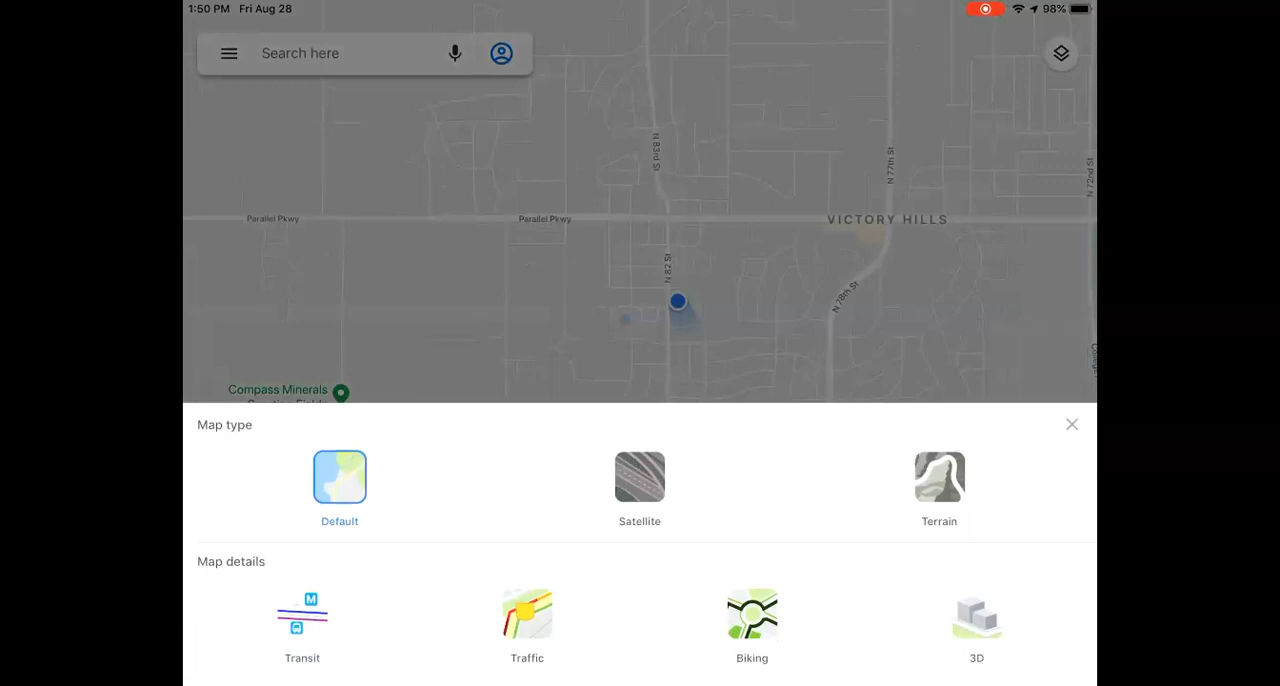 1:50 PM Fri Aug 28
98%
Search here
N 83rd St
N 77th St
N 72nd St
Parallel Pkwy
Parallel Pkwy
VICTORY HILLS
N 82 St
N 78th St
Compass Minerals
Map type
Default
Satellite
Terrain
Map details
M
Transit
Traffic
Biking
3D